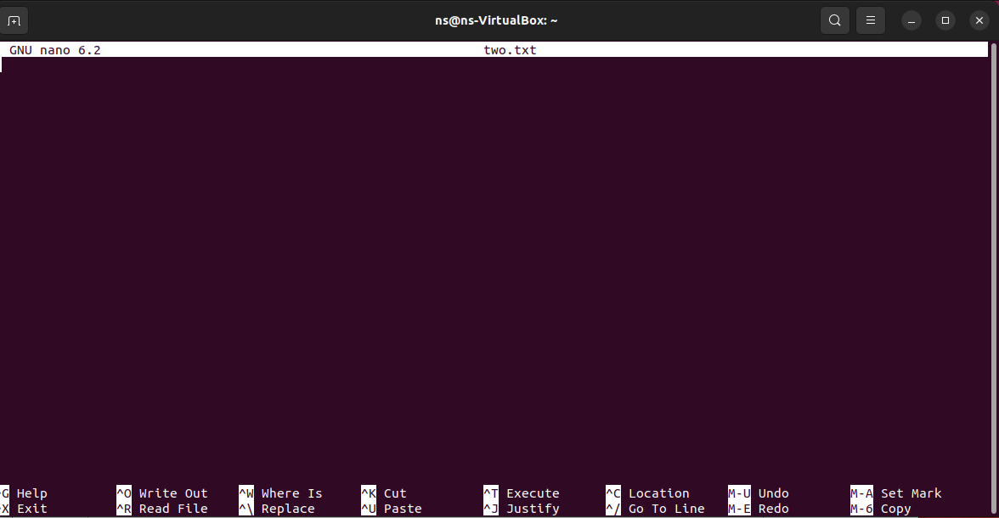 ns@ns-VirtualBox: ~
GNU nano 6.2 two.txt
^G Help ^O Write Out ^W Where Is ^K Cut ^T Execute ^C Location M-U Undo M-A Set Mark
^X Exit ^R Read File ^\ Replace ^U Paste ^J Justify ^/ Go To Line M-E Redo M-6 Copy